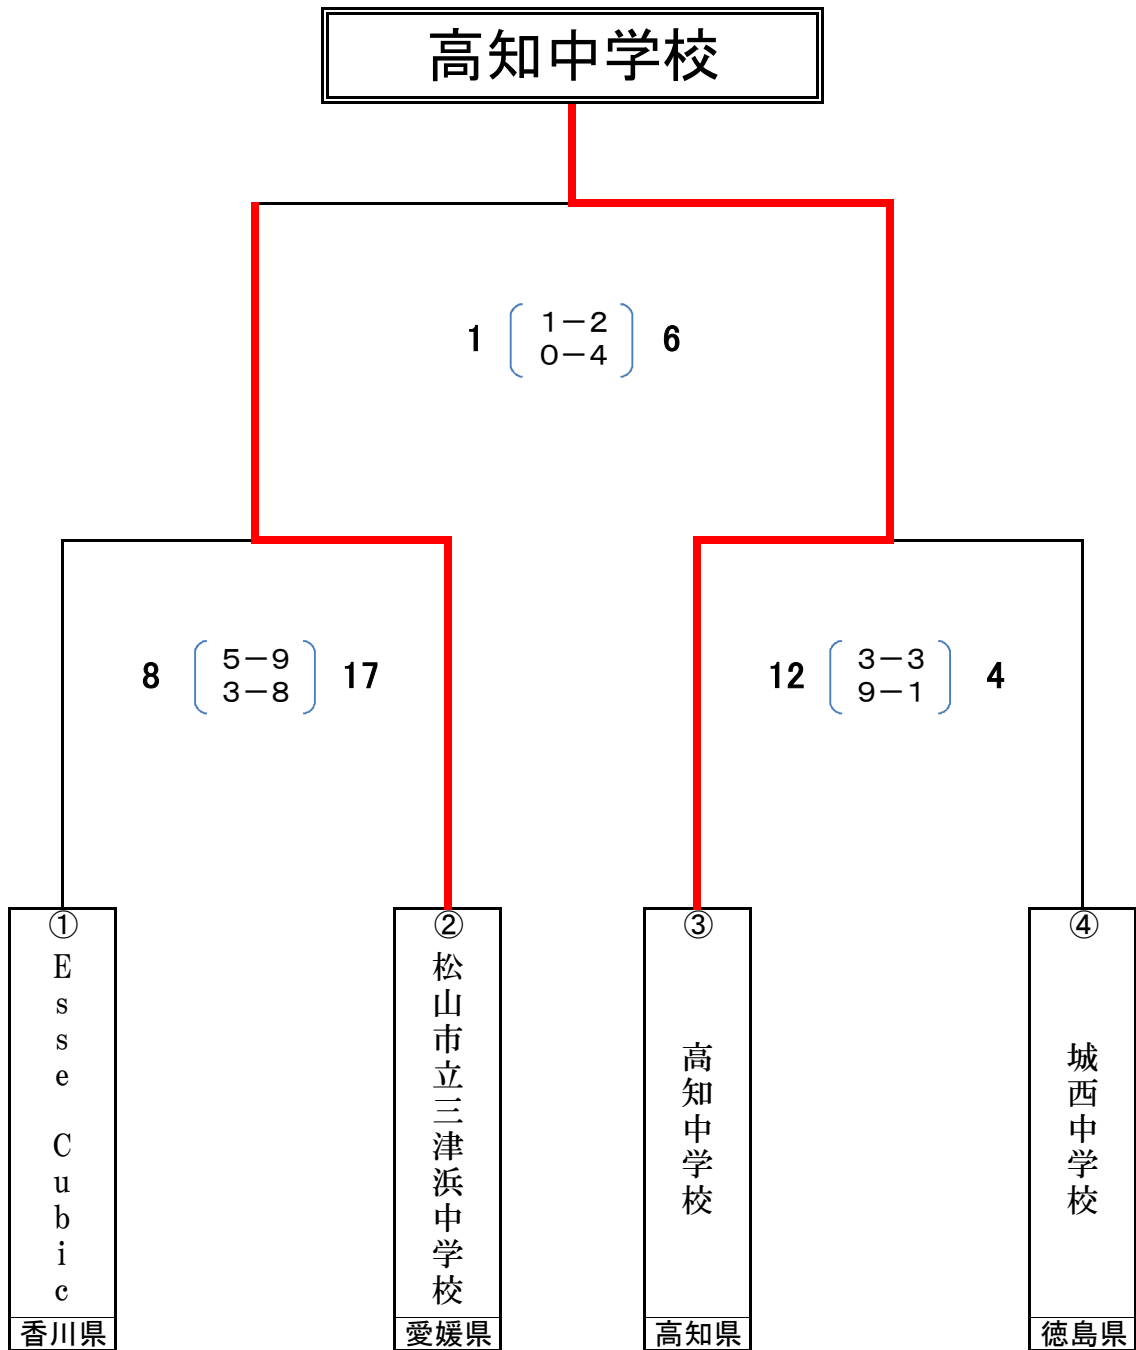 高知中学校
1 1－2 6
0－4
8 5－9 17
3－8
12 3－3 4
9－1
①
Esse Cubic
香川県
②
松山市立三津浜中学校
愛媛県
③
高知中学校
高知県
④
城西中学校
徳島県